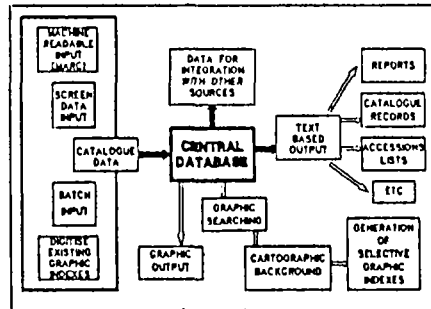 MACHINE
READABLE
INPUT
(MARC)
SCREEN
DATA
INPUT
CATALOGUE
DATA
BATCH
INPUT
DIGITISE
EXISTING
GRAPHIC
INDEXES
DATA FOR
INTEGRATION
WITH OTHER
SOURCES
CENTRAL
DATABASE
GRAPHIC
SEARCHING
GRAPHIC
OUTPUT
CARTOGRAPHIC
BACKGROUND
TEXT
BASED
OUTPUT
REPORTS
CATALOGUE
RECORDS
ACCESSIONS
LISTS
ETC
GENERATION
OF
SELECTIVE
GRAPHIC
INDEXES